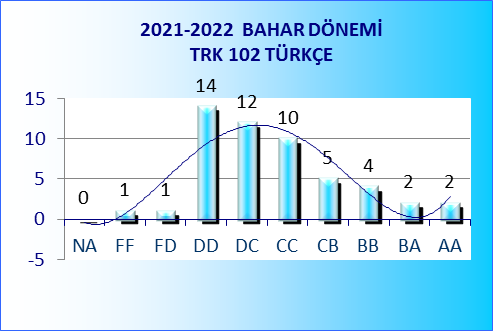 2021-2022 BAHAR DÖNEMİ
TRK 102 TÜRKÇE
15
10
5
0
-5
0 1 1 14 12 10 5 4 2 2
NA FF FD DD DC CC CB BB BA AA